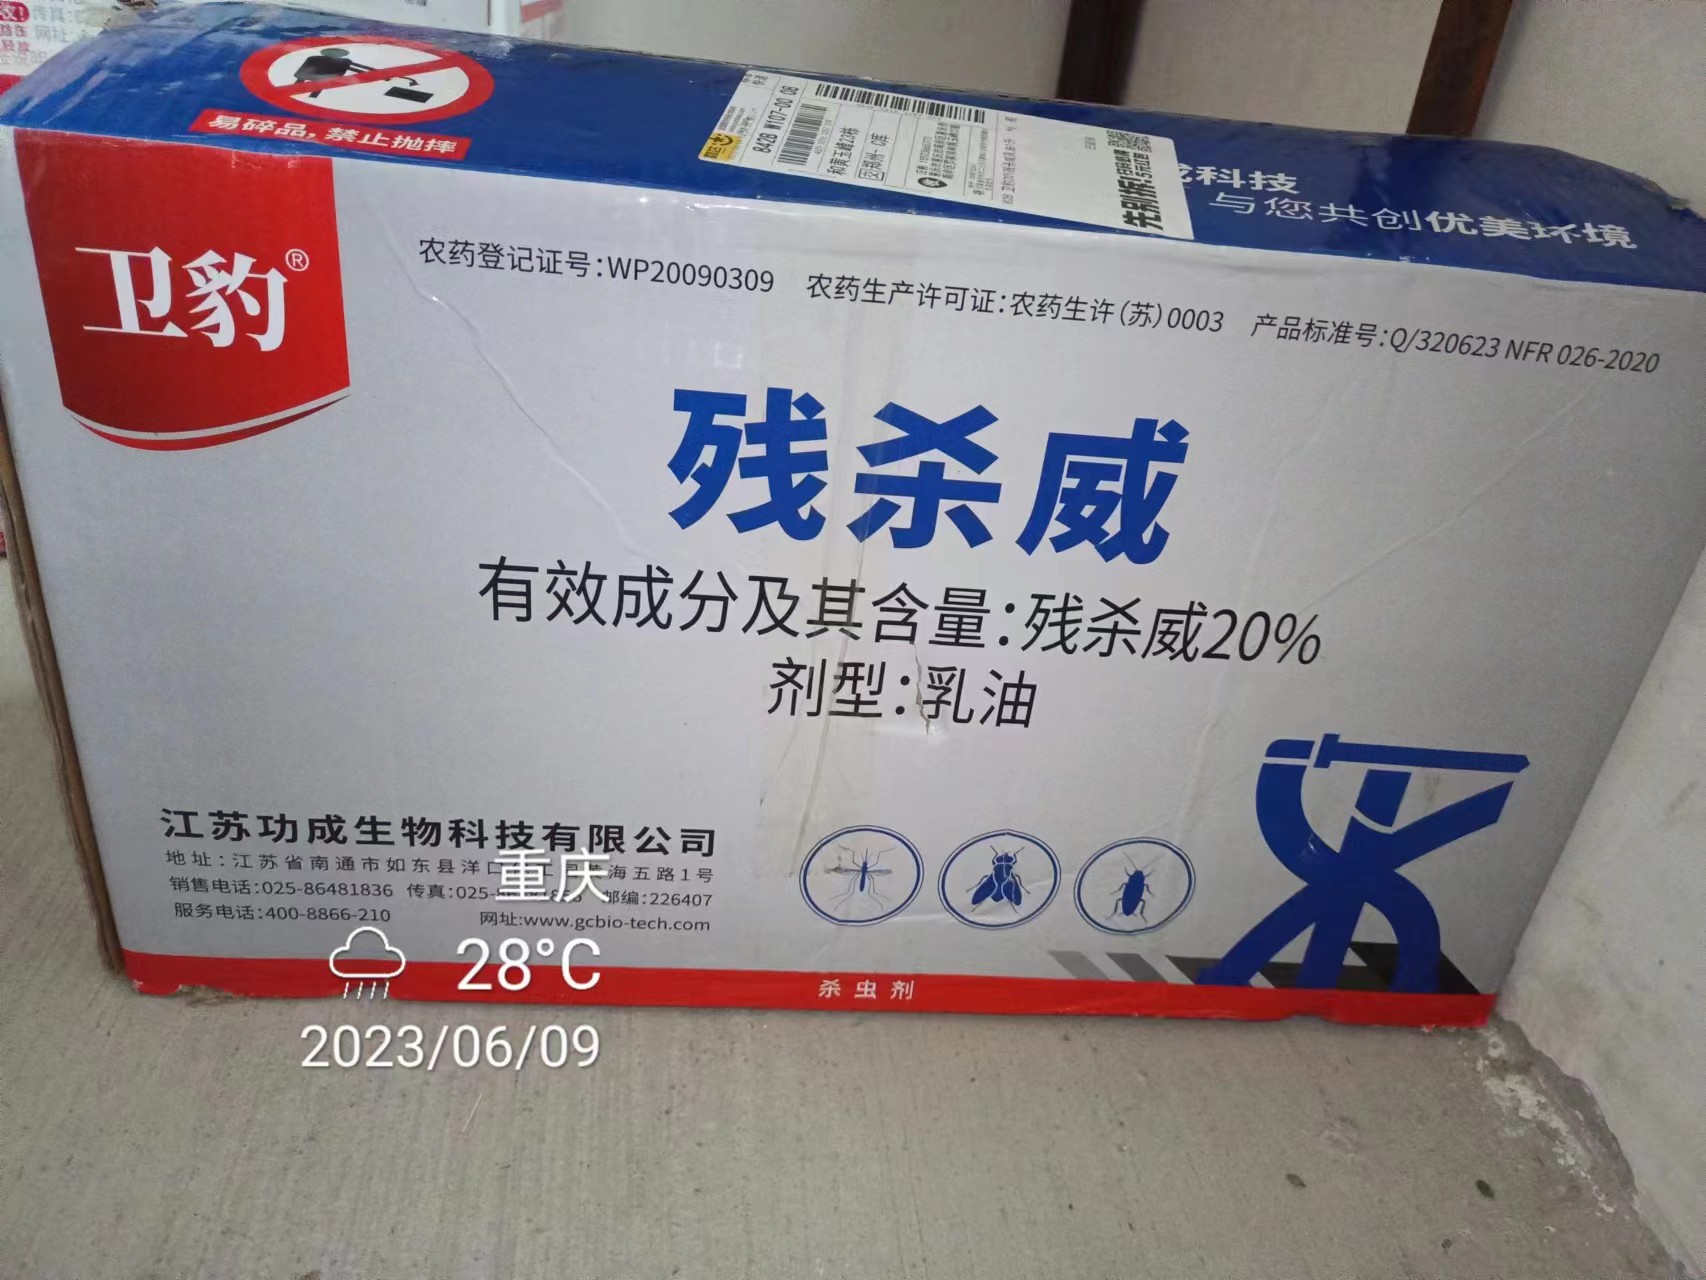 易碎品，禁止抛摔
8428 W107-00 08
科技
与您共创优美环境
卫豹®
农药登记证号：WP20090309 农药生产许可证：农药生许（苏）0003 产品标准号：Q/320623 NFR 026-2020
残杀威
有效成分及其含量：残杀威20%
剂型：乳油
江苏功成生物科技有限公司
地址：江苏省南通市如东县洋口 海五路1号
销售电话：025-86481836 传真：025- 邮编：226407
服务电话：400-8866-210 网址:www.gcbio-tech.com
杀虫剂
重庆
28°C
2023/06/09